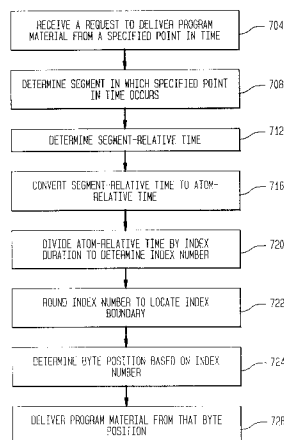 RECEIVE A REQUEST TO DELIVER PROGRAM
MATERIAL FROM A SPECIFIED POINT IN TIME
704
DETERMINE SEGMENT IN WHICH SPECIFIED POINT
IN TIME OCCURS
708
DETERMINE SEGMENT-RELATIVE TIME
712
CONVERT SEGMENT-RELATIVE TIME TO ATOM-
RELATIVE TIME
716
DIVIDE ATOM-RELATIVE TIME BY INDEX
DURATION TO DETERMINE INDEX NUMBER
720
ROUND INDEX NUMBER TO LOCATE INDEX
BOUNDARY
722
DETERMINE BYTE POSITION BASED ON INDEX
NUMBER
724
DELIVER PROGRAM MATERIAL FROM THAT BYTE
POSITION